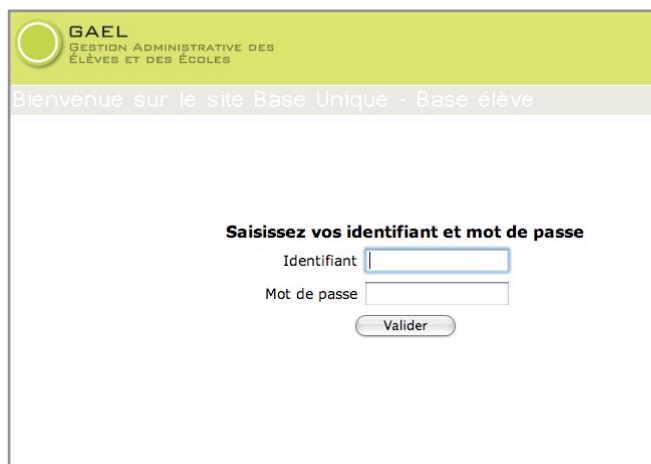 GAEL
GESTION ADMINISTRATIVE DES
ÉLÈVES ET DES ÉCOLES
Bienvenue sur le site Base Unique - Base élève
Saisissez vos identifiant et mot de passe
Identifiant
Mot de passe
Valider